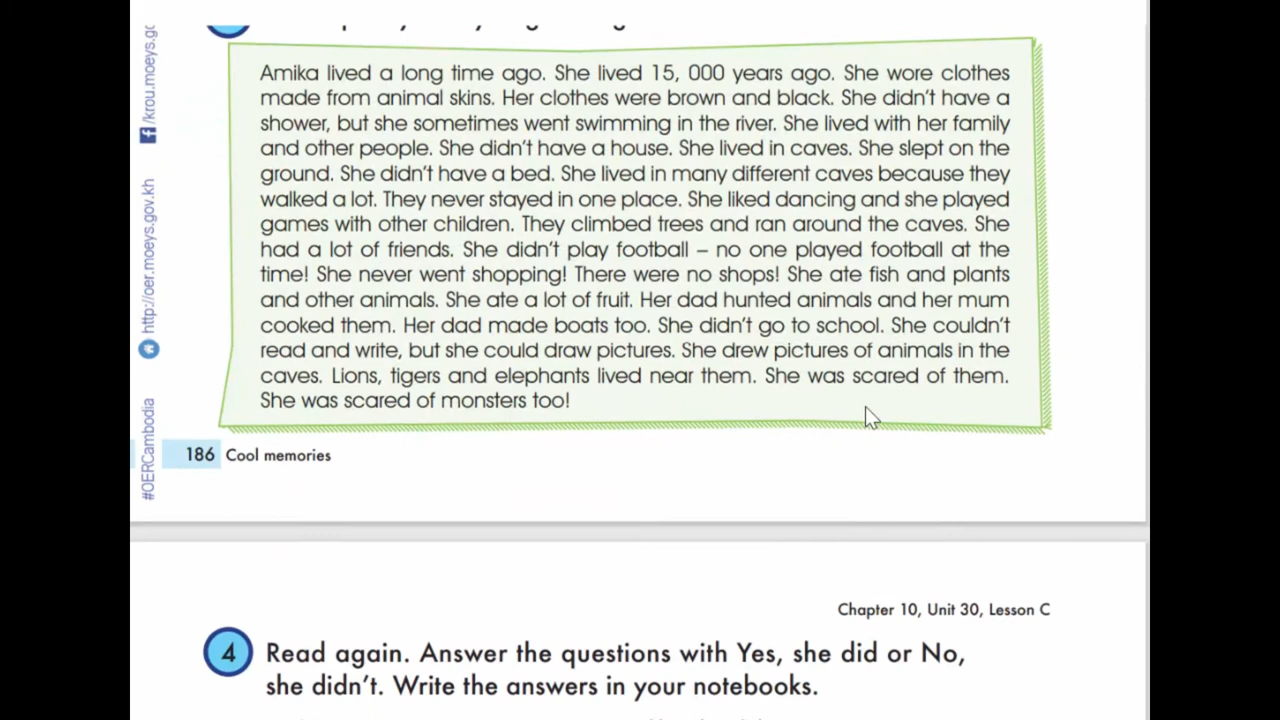 Amika lived a long time ago. She lived 15, 000 years ago. She wore clothes
made from animal skins. Her clothes were brown and black. She didn't have a
shower, but she sometimes went swimming in the river. She lived with her family
and other people. She didn't have a house. She lived in caves. She slept on the
ground. She didn't have a bed. She lived in many different caves because they
walked a lot. They never stayed in one place. She liked dancing and she played
games with other children. They climbed trees and ran around the caves. She
had a lot of friends. She didn't play football – no one played football at the
time! She never went shopping! There were no shops! She ate fish and plants
and other animals. She ate a lot of fruit. Her dad hunted animals and her mum
cooked them. Her dad made boats too. She didn't go to school. She couldn't
read and write, but she could draw pictures. She drew pictures of animals in the
caves. Lions, tigers and elephants lived near them. She was scared of them.
She was scared of monsters too!
186 Cool memories
#OERCambodia http://oer.moeys.gov.kh /krou.moeys.go
Chapter 10, Unit 30, Lesson C
4 Read again. Answer the questions with Yes, she did or No,
she didn't. Write the answers in your notebooks.